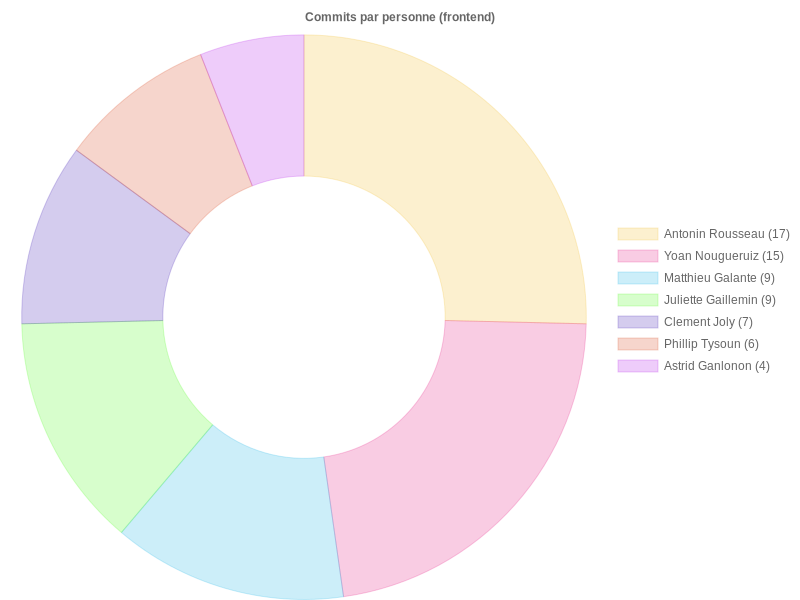 Commits par personne (frontend)
Antonin Rousseau (17)
Yoan Nougueruiz (15)
Matthieu Galante (9)
Juliette Gaillemin (9)
Clement Joly (7)
Phillip Tysoun (6)
Astrid Ganlonon (4)